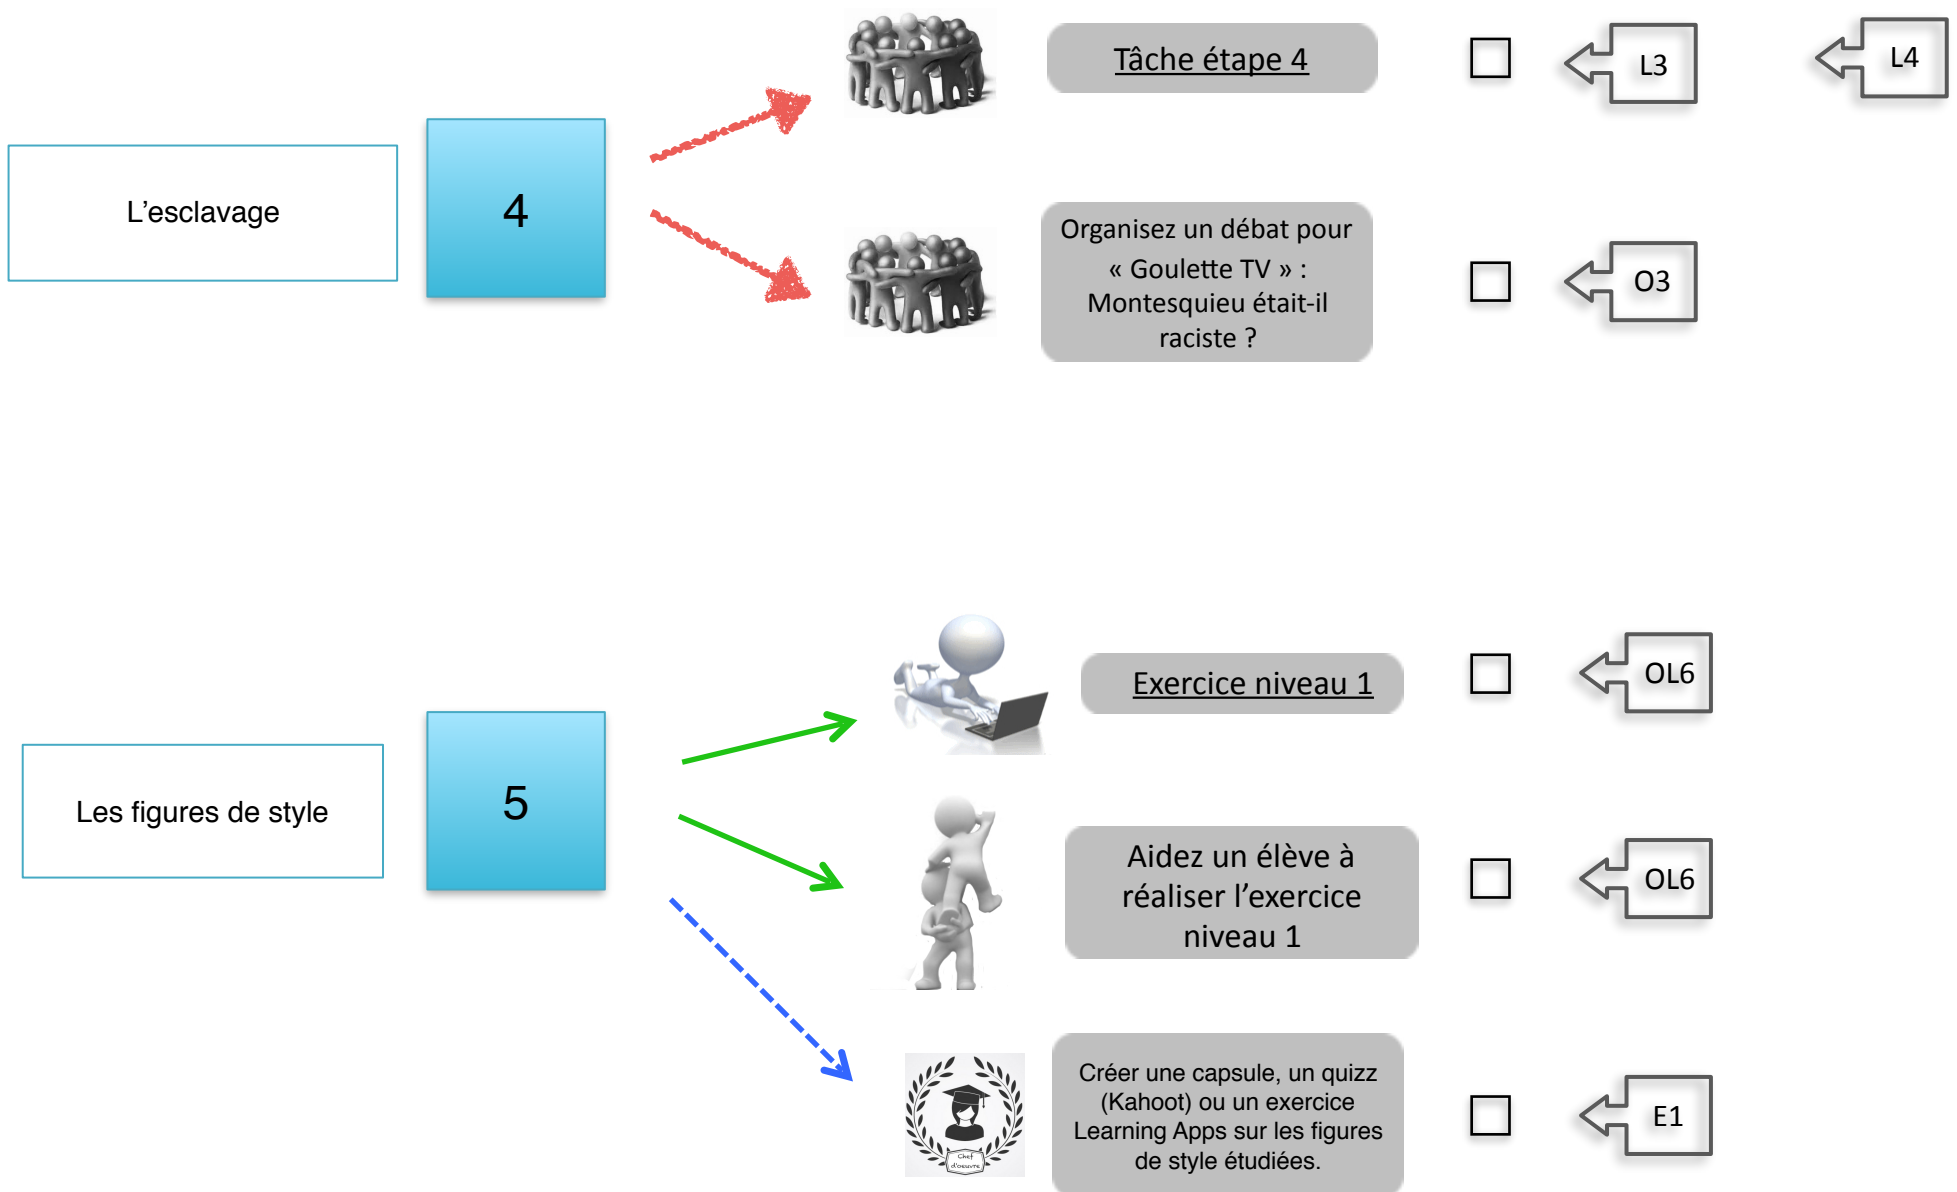 Tâche étape 4
L3
L4
L'esclavage
4
Organisez un débat pour
« Goulette TV » :
Montesquieu était-il
raciste ?
O3
Exercice niveau 1
OL6
Les figures de style
5
Aidez un élève à
réaliser l'exercice
niveau 1
OL6
Créer une capsule, un quizz
(Kahoot) ou un exercice
Learning Apps sur les figures
de style étudiées.
E1
Chef
d'oeuvre